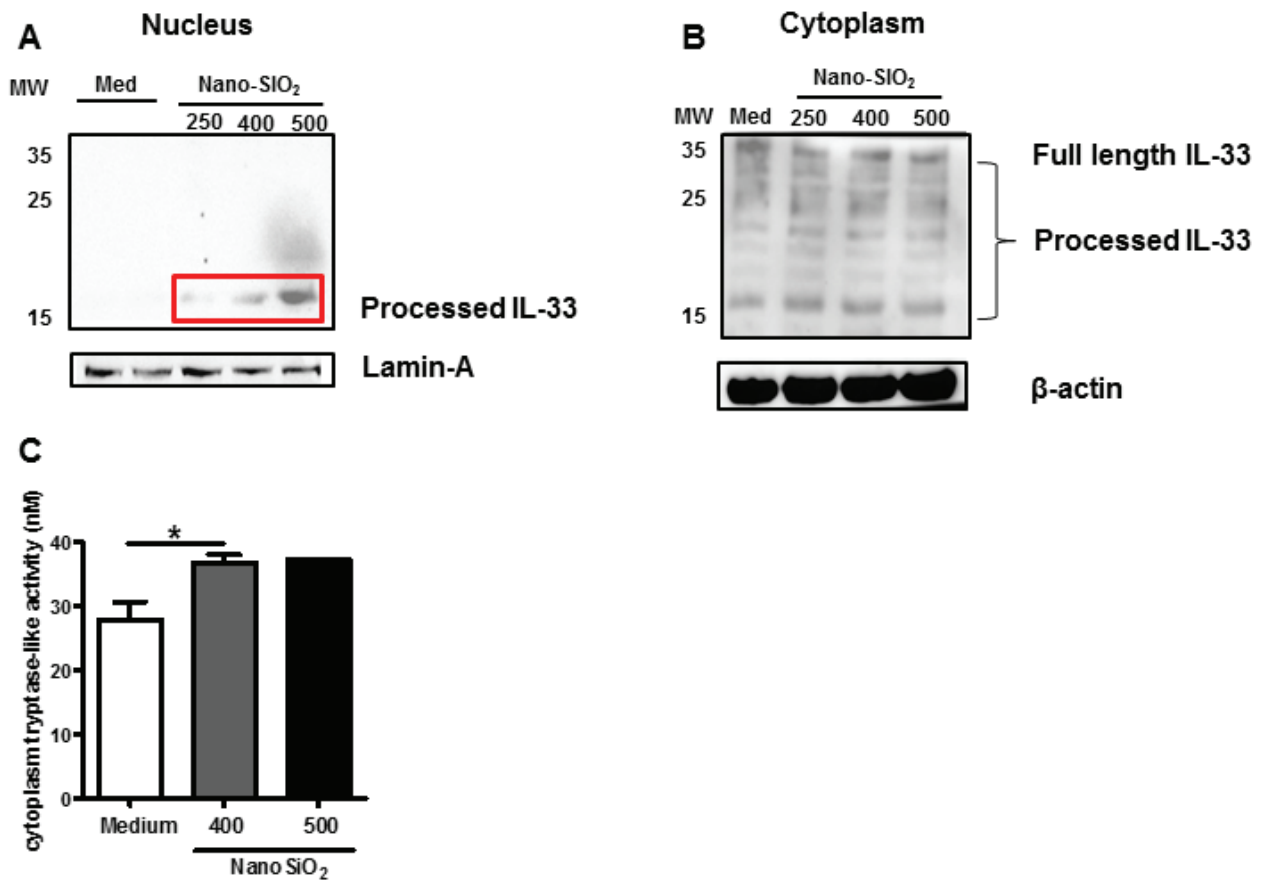 A
Nucleus
MW
Med
Nano-SIO₂
250 400 500
35
25
15
Processed IL-33
Lamin-A
B
Cytoplasm
Nano-SIO₂
MW Med 250 400 500
35
25
15
Full length IL-33
Processed IL-33
β-actin
C
cytoplasm tryptase-like activity (nM)
*
40
30
20
10
0
Medium 400 500
Nano SiO₂